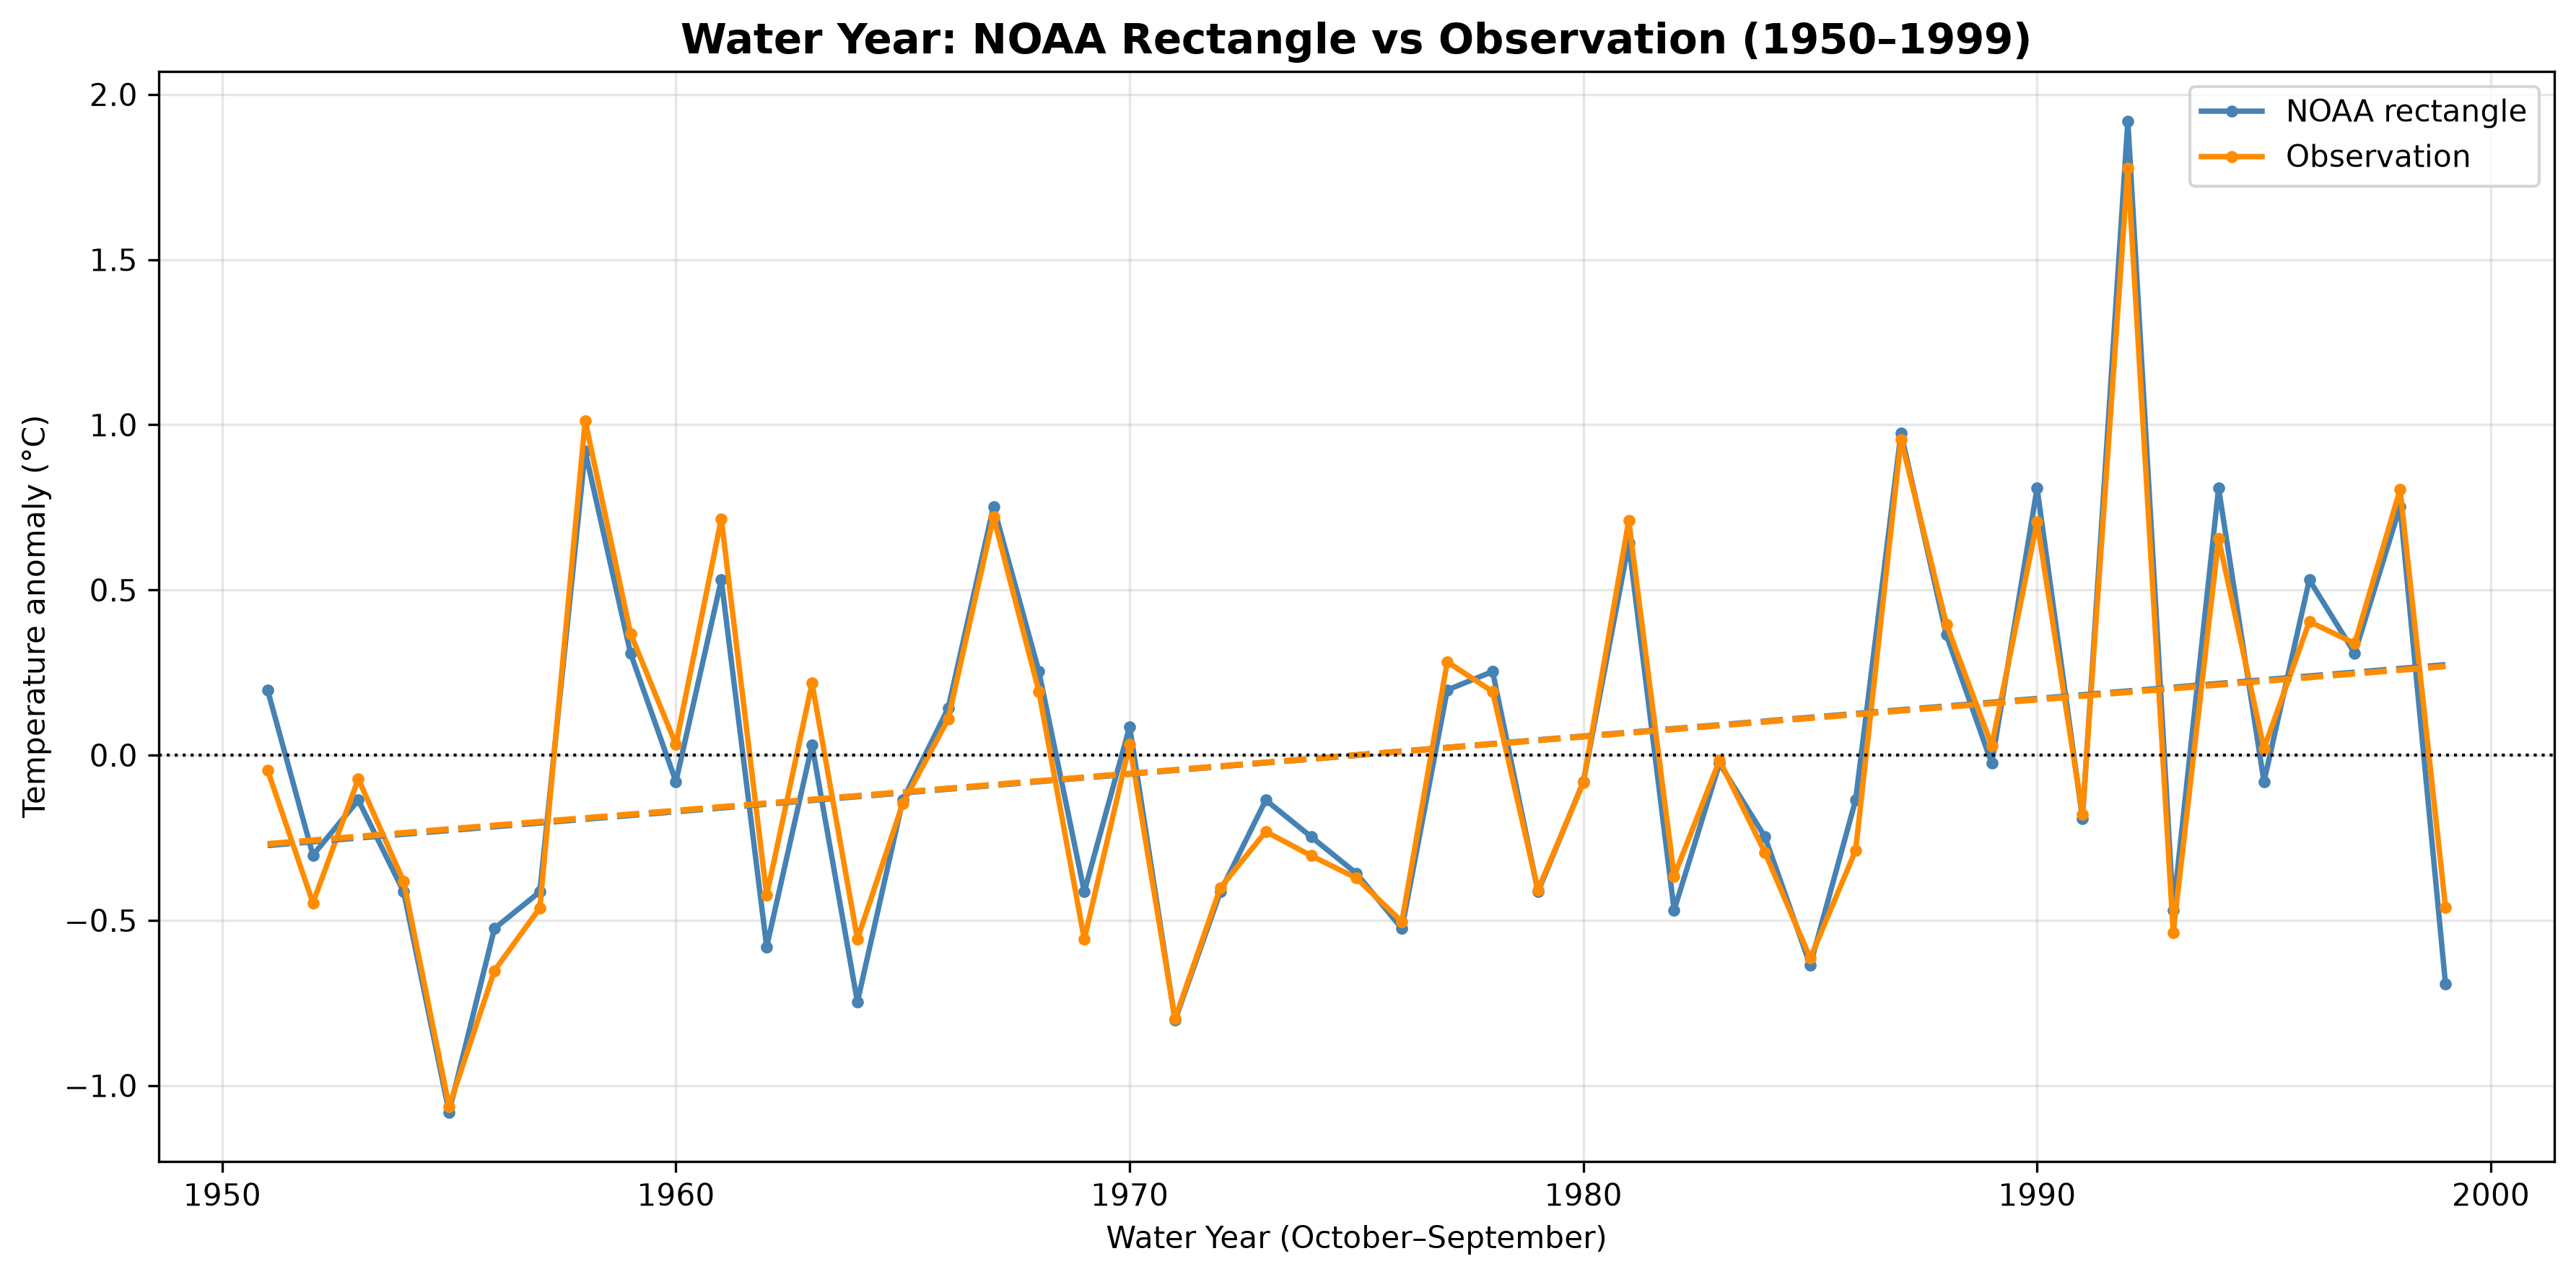 Water Year: NOAA Rectangle vs Observation (1950–1999)
NOAA rectangle
Observation
Temperature anomaly (°C)
2.0
1.5
1.0
0.5
0.0
−0.5
−1.0
1950 1960 1970 1980 1990 2000
Water Year (October–September)